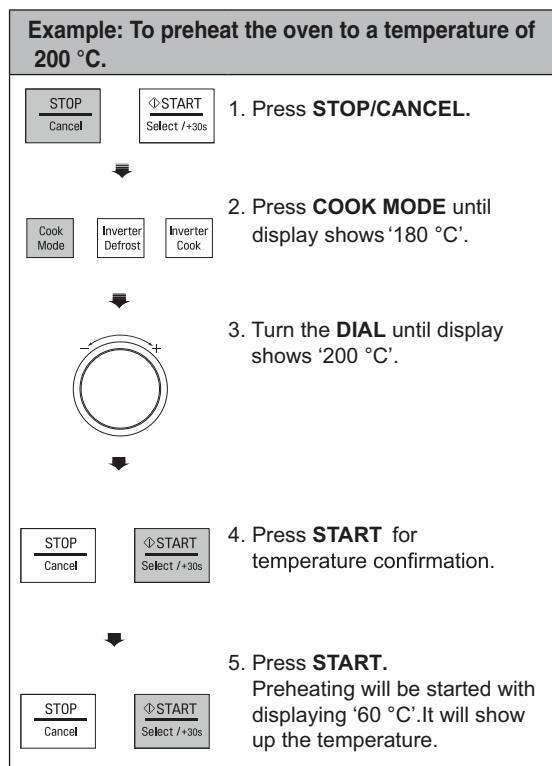 Example: To preheat the oven to a temperature of
200 °C.
STOP
Cancel
START
Select /+30s
1. Press STOP/CANCEL.
Cook
Mode
Inverter
Defrost
Inverter
Cook
2. Press COOK MODE until
display shows ‘180 °C’.
- +
3. Turn the DIAL until display
shows ‘200 °C’.
STOP
Cancel
START
Select /+30s
4. Press START for
temperature confirmation.
STOP
Cancel
START
Select /+30s
5. Press START.
Preheating will be started with
displaying ‘60 °C’.It will show
up the temperature.